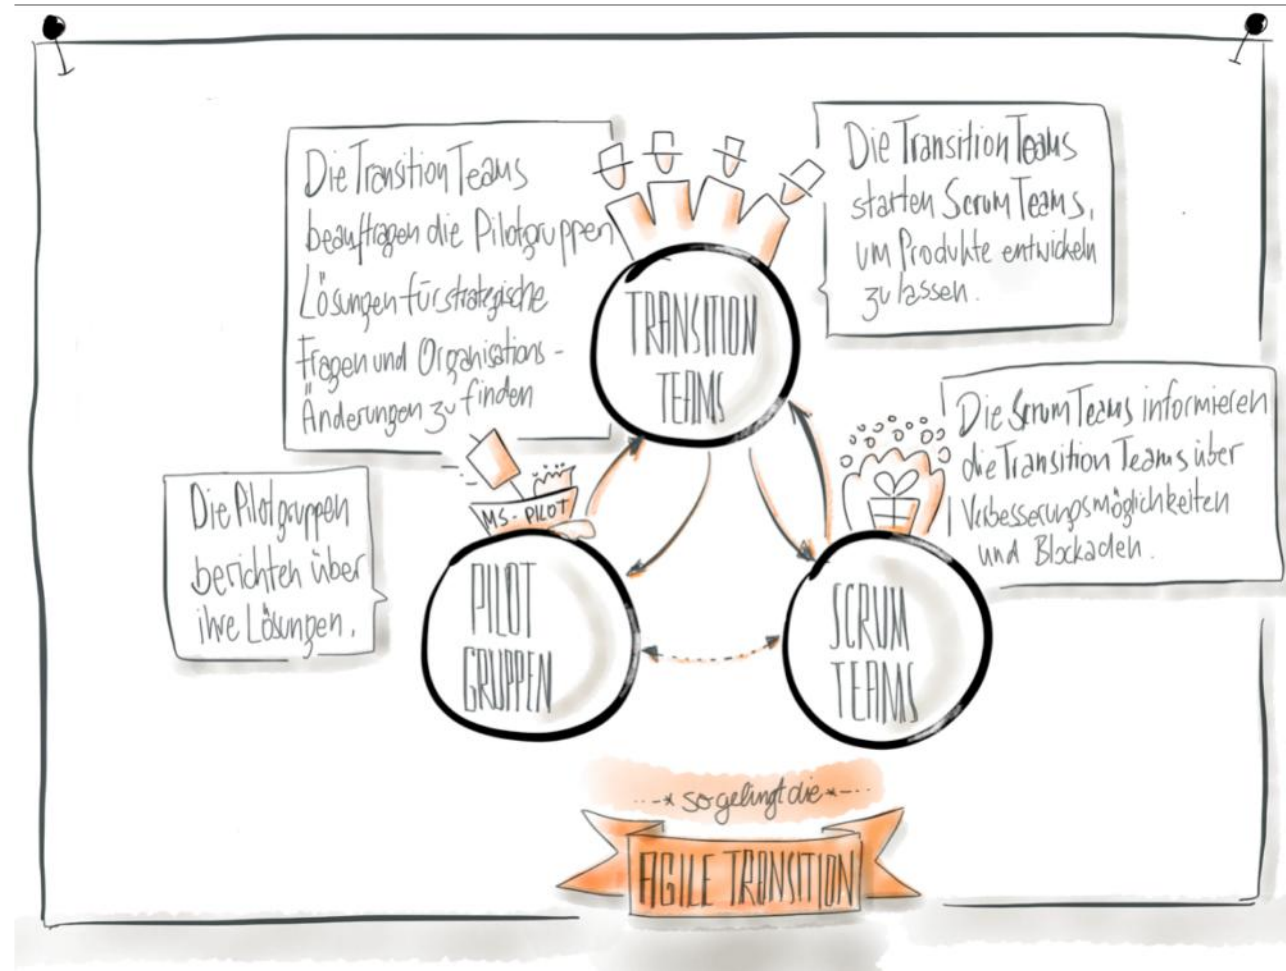 Die Transition Teams
beauftragen die Pilotgruppen
Lösungen für strategische
Fragen und Organisations-
Änderungen zu finden
Die Transition Teams
starten Scrum Teams,
um Produkte entwickeln
zu lassen.
TRANSITION
TEAMS
Die Scrum Teams informieren
die Transition Teams über
Verbesserungsmöglichkeiten
und Blockaden.
Die Pilotgruppen
berichten über
ihre Lösungen.
MS-PILOT
PILOT
GRUPPEN
SCRUM
TEAMS
so gelingt die
AGILE TRANSITION